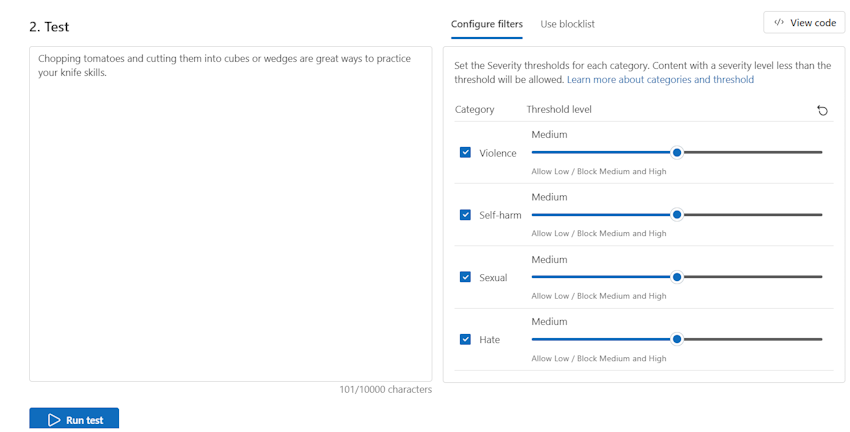 2. Test
Chopping tomatoes and cutting them into cubes or wedges are great ways to practice
your knife skills.
101/10000 characters
Run test
Configure filters
Use blocklist
</> View code
Set the Severity thresholds for each category. Content with a severity level less than the
threshold will be allowed. Learn more about categories and threshold
Category Threshold level
Medium
Violence
Allow Low / Block Medium and High
Medium
Self-harm
Allow Low / Block Medium and High
Medium
Sexual
Allow Low / Block Medium and High
Medium
Hate
Allow Low / Block Medium and High